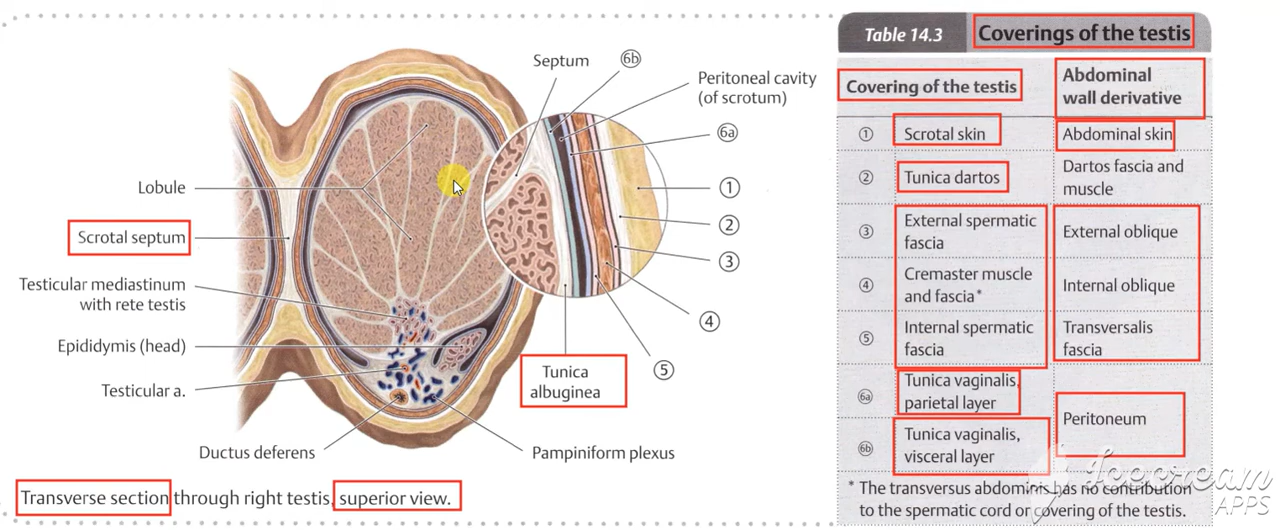 Septum
6b
Peritoneal cavity
(of scrotum)
6a
1
2
3
4
5
Lobule
Scrotal septum
Testicular mediastinum
with rete testis
Epididymis (head)
Testicular a.
Ductus deferens
Pampiniform plexus
Tunica
albuginea
Transverse section through right testis, superior view.
Table 14.3 Coverings of the testis
Covering of the testis
Abdominal
wall derivative
1 Scrotal skin Abdominal skin
2 Tunica dartos Dartos fascia and
muscle
3 External spermatic
fascia External oblique
4 Cremaster muscle
and fascia* Internal oblique
5 Internal spermatic
fascia Transversalis
fascia
6a Tunica vaginalis,
parietal layer
Peritoneum
6b Tunica vaginalis,
visceral layer
* The transversus abdominis has no contribution
to the spermatic cord or covering of the testis.
Icecream
APPS